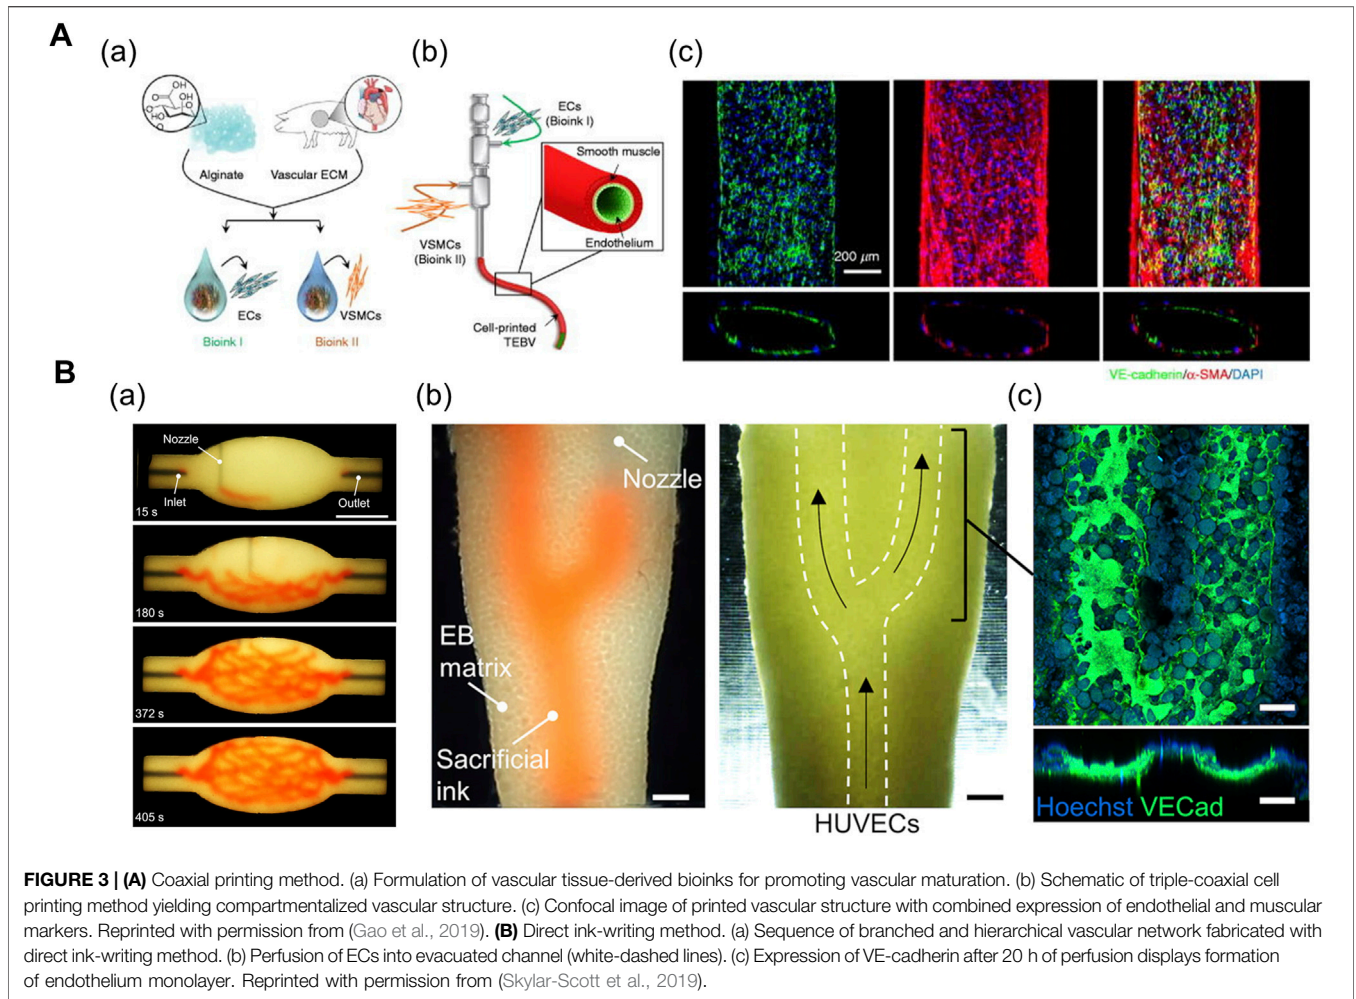 A
(a)
(b)
(c)
OH
OH
HO
O
O
Alginate
Vascular ECM
ECs
VSMCs
Bioink I
Bioink II
ECs
(Bioink I)
Smooth muscle
Endothelium
VSMCs
(Bioink II)
Cell-printed
TEBV
200 μm
VE-cadherin/α-SMA/DAPI
B
(a)
(b)
(c)
Nozzle
Inlet
Outlet
15 s
180 s
372 s
405 s
Nozzle
EB
matrix
Sacrificial
ink
HUVECs
Hoechst VECad
FIGURE 3 | (A) Coaxial printing method. (a) Formulation of vascular tissue-derived bioinks for promoting vascular maturation. (b) Schematic of triple-coaxial cell
printing method yielding compartmentalized vascular structure. (c) Confocal image of printed vascular structure with combined expression of endothelial and muscular
markers. Reprinted with permission from (Gao et al., 2019). (B) Direct ink-writing method. (a) Sequence of branched and hierarchical vascular network fabricated with
direct ink-writing method. (b) Perfusion of ECs into evacuated channel (white-dashed lines). (c) Expression of VE-cadherin after 20 h of perfusion displays formation
of endothelium monolayer. Reprinted with permission from (Skylar-Scott et al., 2019).